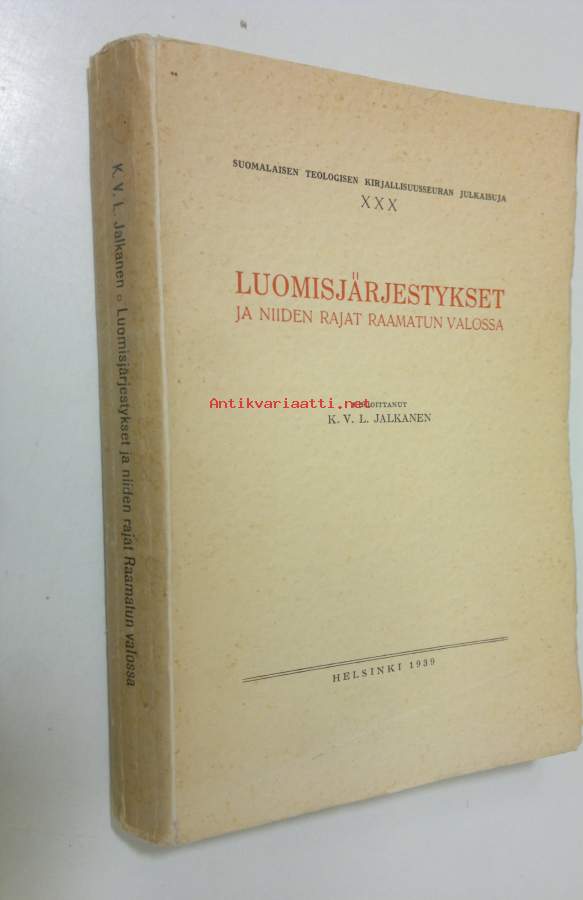 SUOMALAISEN TEOLOGISEN KIRJALLISUUSSEURAN JULKAISUJA
XXX
LUOMISJÄRJESTYKSET
JA NIIDEN RAJAT RAAMATUN VALOSSA
Antikvariaatti.net
K. V. L. JALKANEN
HELSINKI 1939
K. V. L. Jalkanen o Luomisjärjestykset ja niiden rajat Raamatun valossa